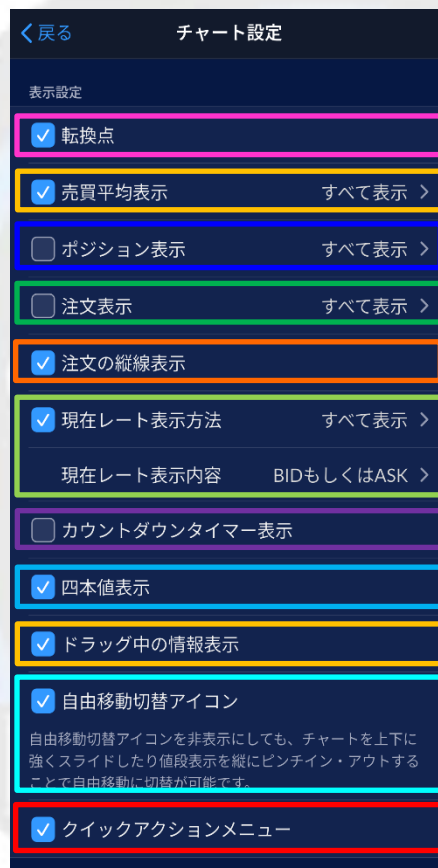 戻る チャート設定
表示設定
転換点
売買平均表示 すべて表示
ポジション表示 すべて表示
注文表示 すべて表示
注文の縦線表示
現在レート表示方法 すべて表示
現在レート表示内容 BIDもしくはASK
カウントダウンタイマー表示
四本値表示
ドラッグ中の情報表示
自由移動切替アイコン
自由移動切替アイコンを非表示にしても、チャートを上下に
強くスライドしたり値段表示を縦にピンチイン・アウトする
ことで自由移動に切替が可能です。
クイックアクションメニュー